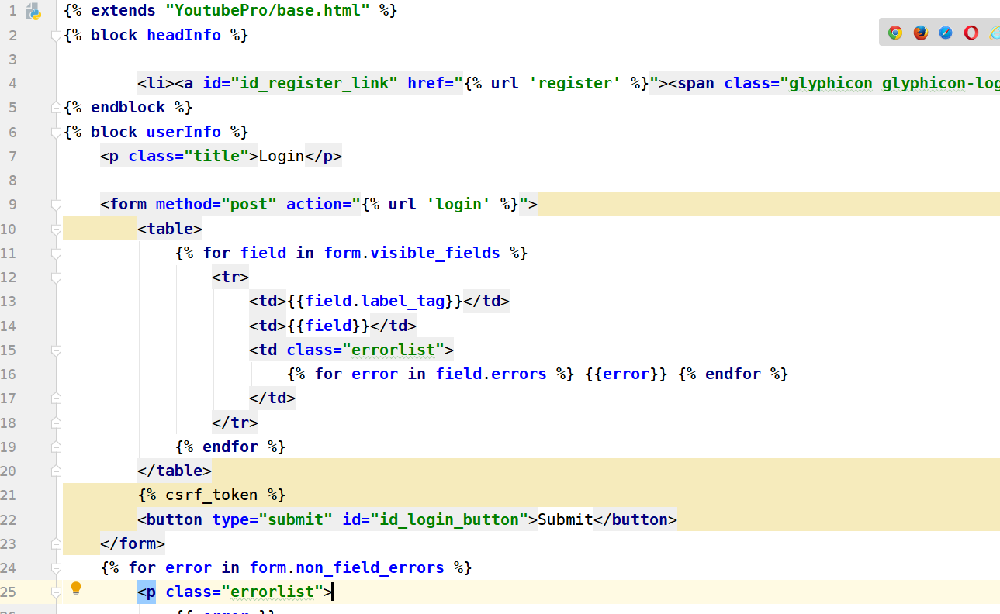 1 {% extends "YoutubePro/base.html" %}
2 {% block headInfo %}
3
4 <li><a id="id_register_link" href="{% url 'register' %}"><span class="glyphicon glyphicon-log
5 {% endblock %}
6 {% block userInfo %}
7 <p class="title">Login</p>
8
9 <form method="post" action="{% url 'login' %}">
10 <table>
11 {% for field in form.visible_fields %}
12 <tr>
13 <td>{{field.label_tag}}</td>
14 <td>{{field}}</td>
15 <td class="errorlist">
16 {% for error in field.errors %} {{error}} {% endfor %}
17 </td>
18 </tr>
19 {% endfor %}
20 </table>
21 {% csrf_token %}
22 <button type="submit" id="id_login_button">Submit</button>
23 </form>
24 {% for error in form.non_field_errors %}
25 <p class="errorlist">
26 {{ error }}